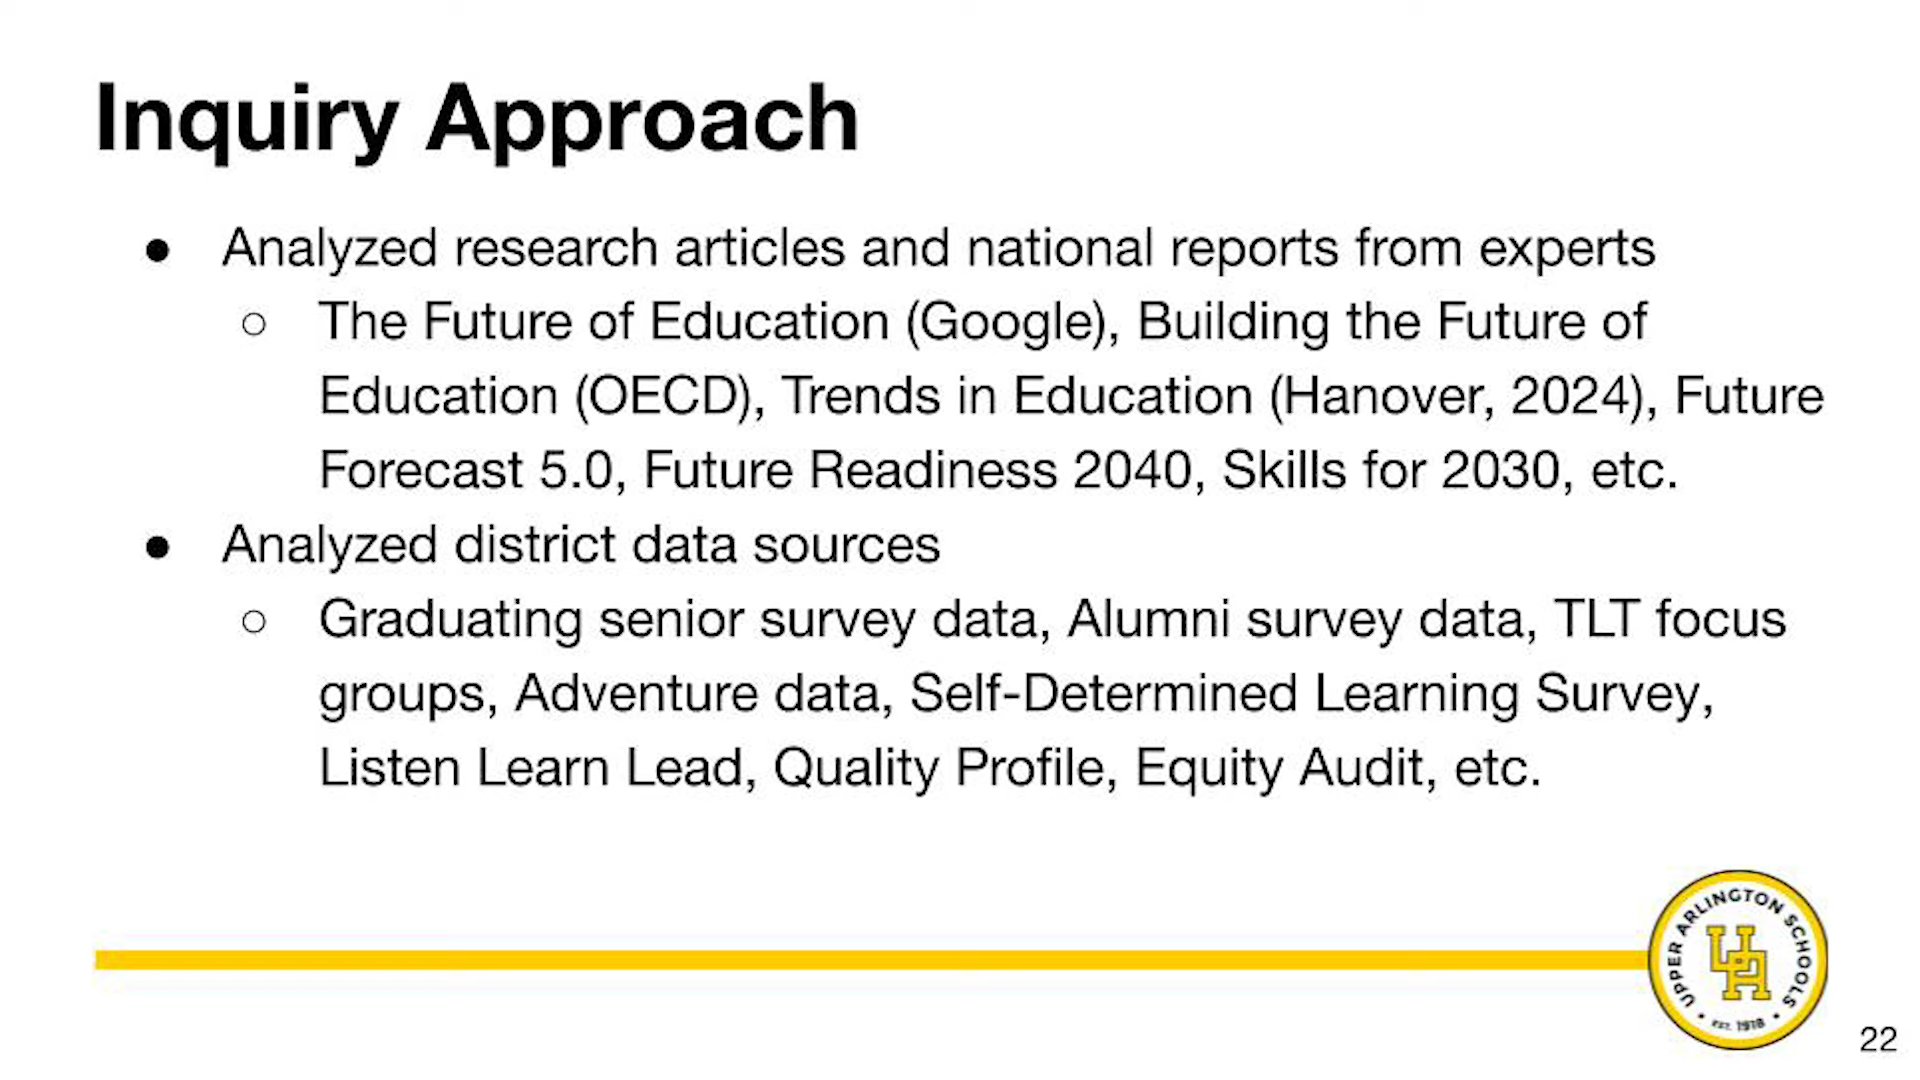 Inquiry Approach
● Analyzed research articles and national reports from experts
○ The Future of Education (Google), Building the Future of
Education (OECD), Trends in Education (Hanover, 2024), Future
Forecast 5.0, Future Readiness 2040, Skills for 2030, etc.
● Analyzed district data sources
○ Graduating senior survey data, Alumni survey data, TLT focus
groups, Adventure data, Self-Determined Learning Survey,
Listen Learn Lead, Quality Profile, Equity Audit, etc.
UPPER ARLINGTON SCHOOLS
UA
• EST. 1918 •
22